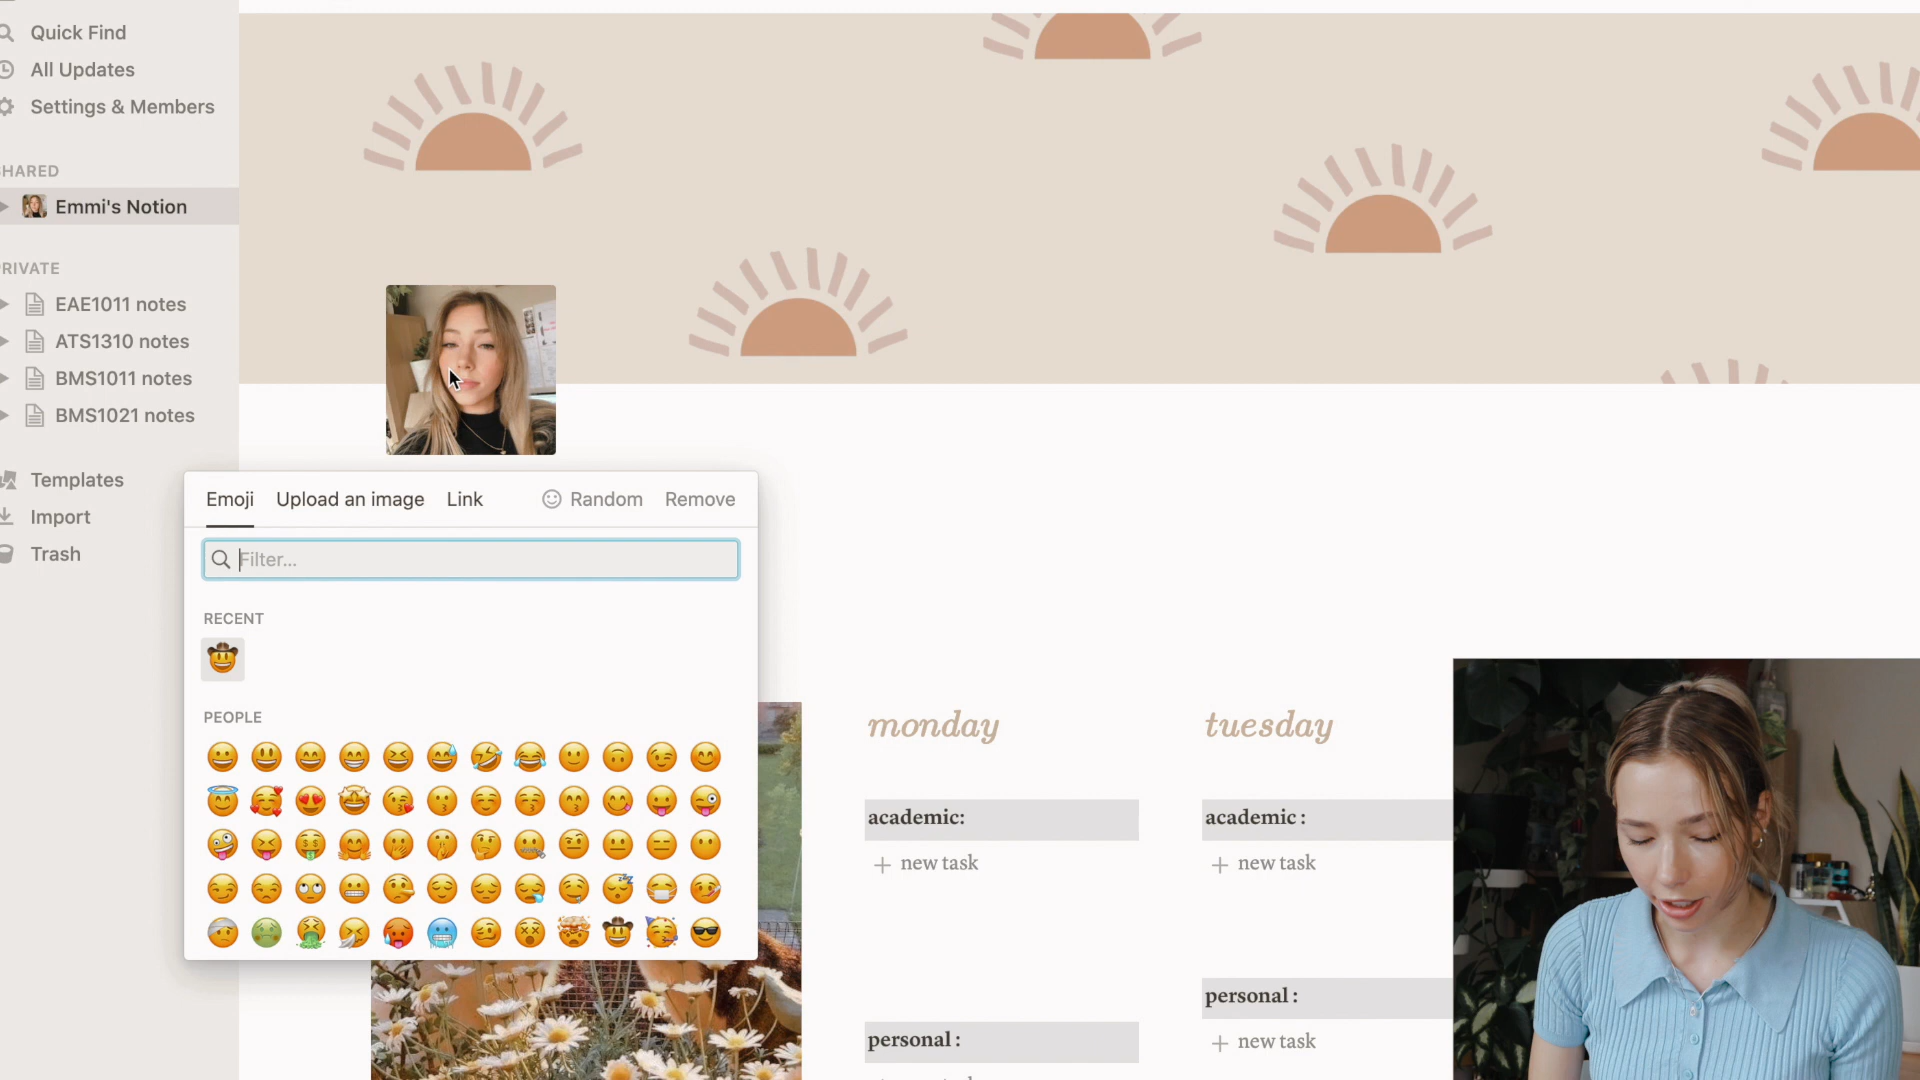 Quick Find
All Updates
Settings & Members
HARED
Emmi's Notion
RIVATE
EAE1011 notes
ATS1310 notes
BMS1011 notes
BMS1021 notes
Templates
Import
Trash
Emoji Upload an image Link Random Remove
Filter...
RECENT
PEOPLE
monday
academic:
+ new task
personal :
tuesday
academic :
+ new task
personal :
+ new task